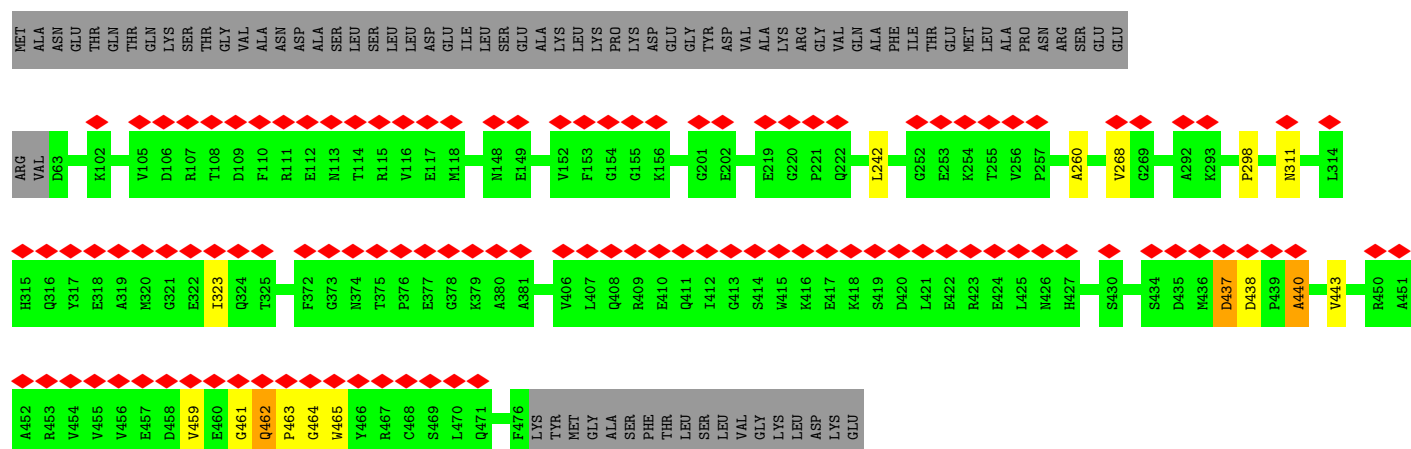 MET ALA ASN GLU THR GLN THR GLN LYS SER THR GLY VAL ALA ASN ASP ALA SER LEU SER LEU LEU ASP GLU ILE LEU SER GLU ALA LYS LEU LYS PRO LYS ASP GLU GLY TYR ASP VAL ALA LYS ARG GLY VAL GLN ALA PHE ILE THR GLU MET LEU ALA PRO ASN ARG SER GLU GLU
ARG VAL D63 K102 V105 D106 R107 T108 D109 F110 R111 E112 N113 T114 R115 V116 E117 M118 N148 E149 V152 F153 G154 G155 K156 G201 E202 E219 G220 P221 Q222 L242 G252 E253 K254 T255 V256 P257 A260 V268 G269 A292 K293 P298 N311 L314
H315 Q316 Y317 E318 A319 M320 G321 E322 I323 Q324 T325 F372 G373 N374 T375 P376 E377 G378 K379 A380 A381 V406 L407 Q408 R409 E410 Q411 I412 G413 S414 W415 K416 E417 K418 S419 D420 L421 E422 R423 E424 L425 N426 H427 S430 S434 D435 M436 D437 D438 P439 A440 V443 R450 A451
A452 R453 V454 V455 V456 E457 D458 V459 E460 G461 Q462 P463 G464 W465 Y466 R467 C468 S469 L470 Q471 F476 LYS TYR MET GLY ALA SER PHE THR LEU SER LEU VAL GLY LYS LEU ASP LYS GLU